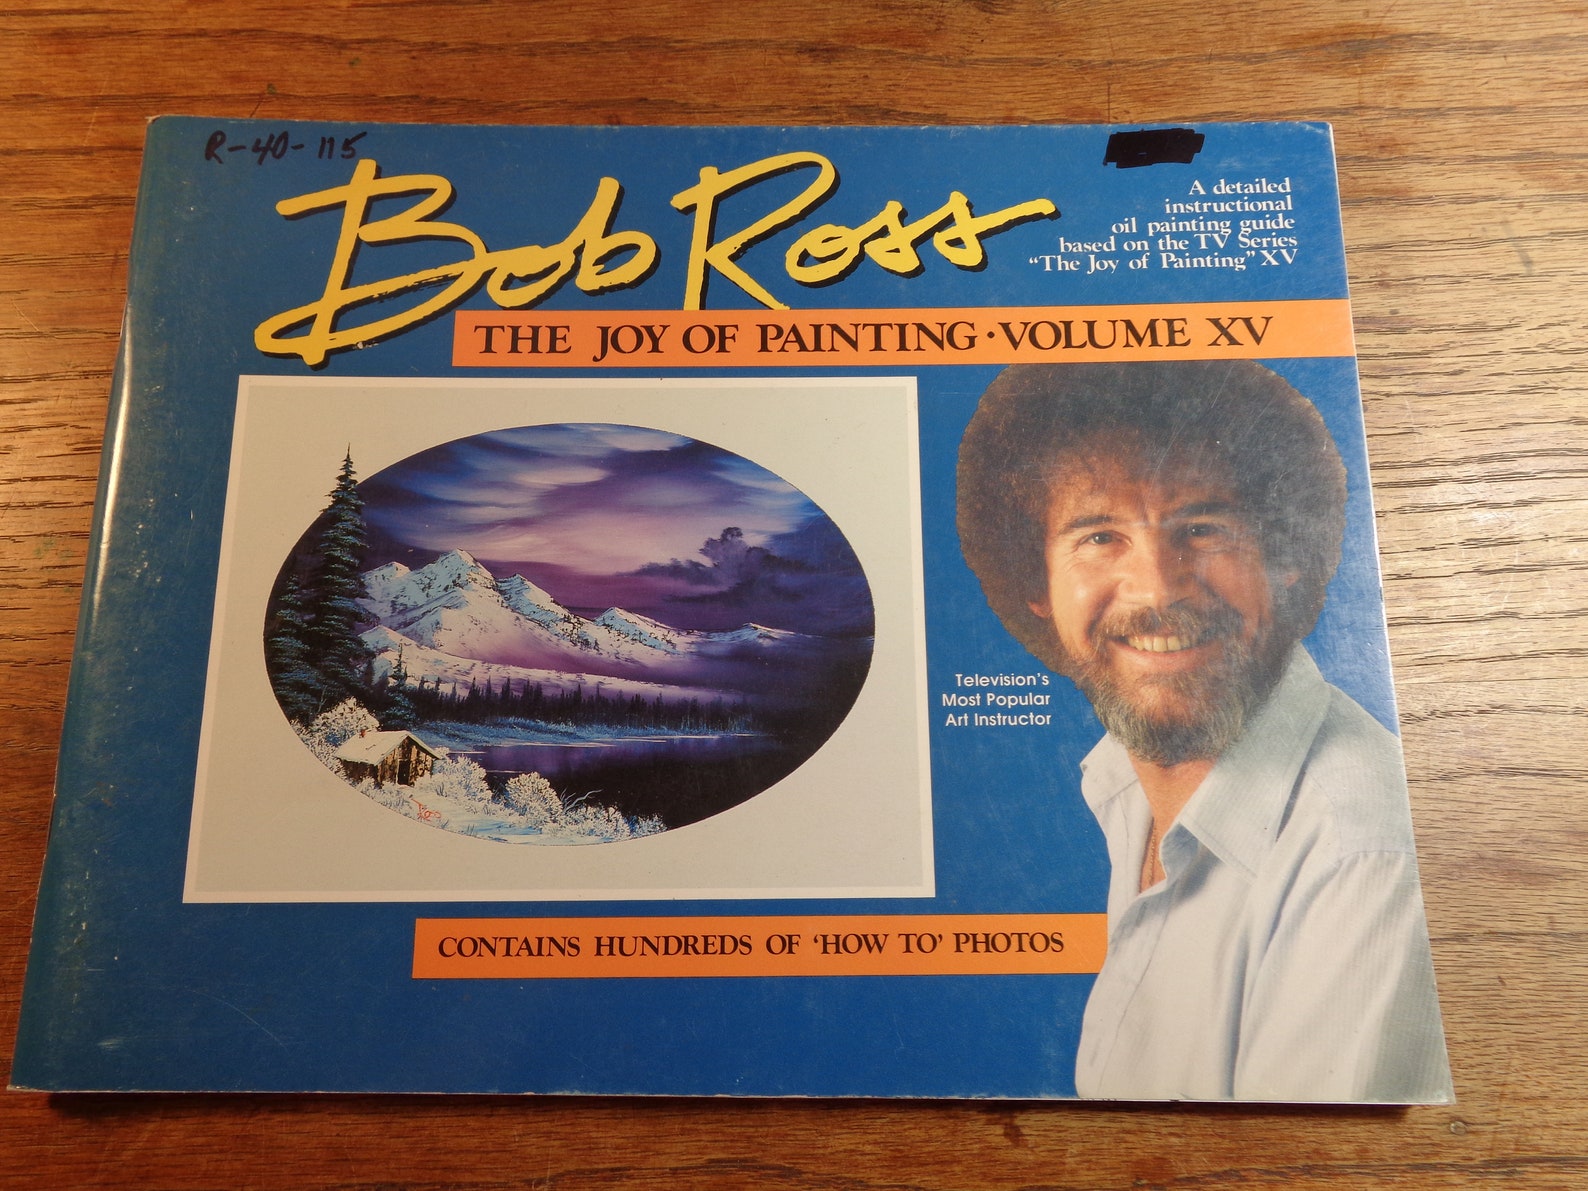 R-40-115
Bob Ross
A detailed
instructional
oil painting guide
based on the TV Series
“The Joy of Painting” XV
THE JOY OF PAINTING · VOLUME XV
Television’s
Most Popular
Art Instructor
Ross
CONTAINS HUNDREDS OF ‘HOW TO’ PHOTOS